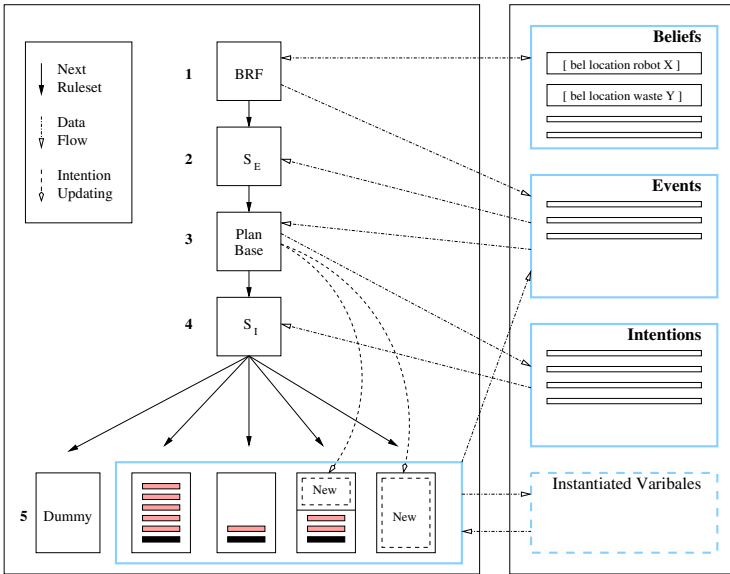 Next
Ruleset
Data
Flow
Intention
Updating
1
BRF
2
S E
3
Plan
Base
4
S I
5
Dummy
New
New
Beliefs
[ bel location robot X ]
[ bel location waste Y ]
Events
Intentions
Instantiated Varibales